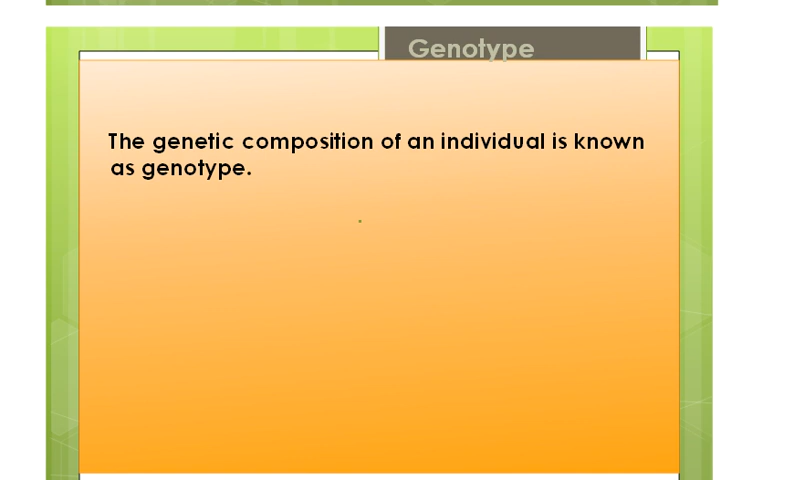 Genotype
The genetic composition of an individual is known
as genotype.